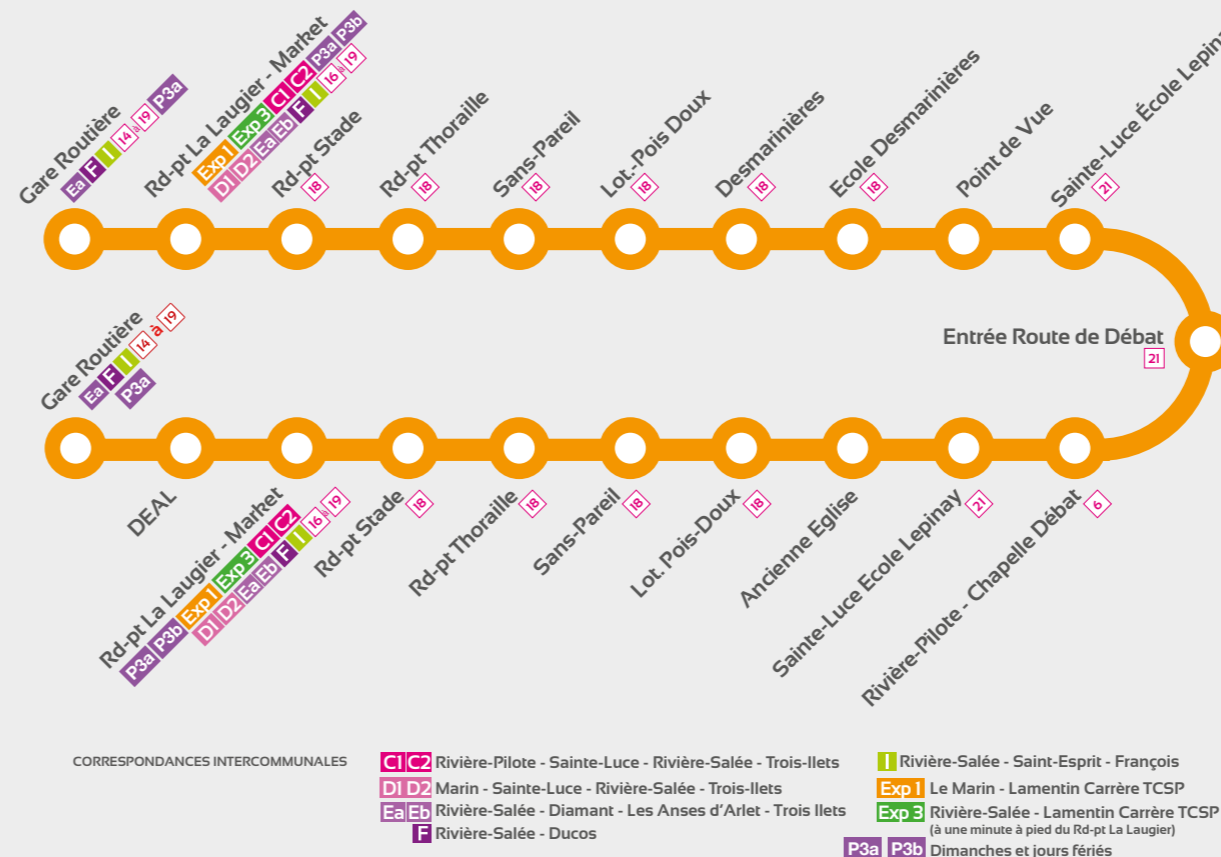 Gare Routière
Ea F I 14 à 19 P3a
Rd-pt La Laugier - Market
Exp 1 Exp 3 C1 C2 P3a P3b
D1 D2 Ea Eb F I 16 à 19
Rd-pt Stade
18
Rd-pt Thoraille
18
Sans-Pareil
18
Lot.-Pois Doux
18
Desmarinières
18
Ecole Desmarinières
18
Point de Vue
Sainte-Luce École
21
Entrée Route de Débat
21
Gare Routière
Ea F I 14 à 19
P3a
DEAL
Rd-pt La Laugier - Market
P3a P3b Exp 1 Exp 3 C1 C2
D1 D2 Ea Eb F I 16 à 19
Rd-pt Stade
18
Rd-pt Thoraille
18
Sans-Pareil
18
Lot. Pois-Doux
18
Ancienne Eglise
Sainte-Luce Ecole Lepinay
21
Rivière-Pilote - Chapelle Débat
6
CORRESPONDANCES INTERCOMMUNALES
C1 C2 Rivière-Pilote - Sainte-Luce - Rivière-Salée - Trois-Ilets
D1 D2 Marin - Sainte-Luce - Rivière-Salée - Trois-Ilets
Ea Eb Rivière-Salée - Diamant - Les Anses d'Arlet - Trois Ilets
F Rivière-Salée - Ducos
I Rivière-Salée - Saint-Esprit - François
Exp 1 Le Marin - Lamentin Carrère TCSP
Exp 3 Rivière-Salée - Lamentin Carrère TCSP
(à une minute à pied du Rd-pt La Laugier)
P3a P3b Dimanches et jours fériés